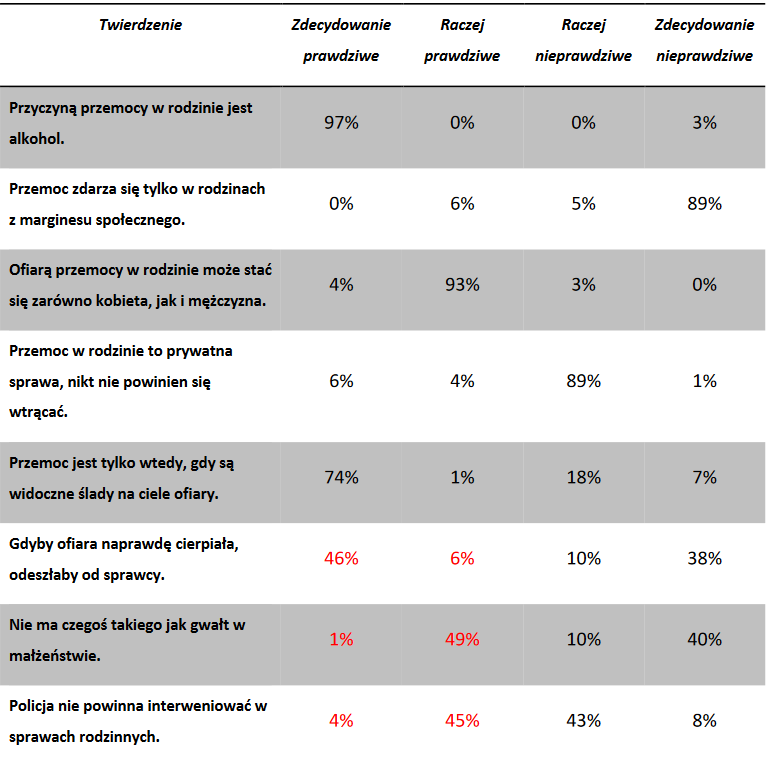 Twierdzenie Zdecydowanie prawdziwe Raczej prawdziwe Raczej nieprawdziwe Zdecydowanie nieprawdziwe
Przyczyną przemocy w rodzinie jest
alkohol.
97% 0% 0% 3%
Przemoc zdarza się tylko w rodzinach
z marginesu społecznego.
0% 6% 5% 89%
Ofiarą przemocy w rodzinie może stać
się zarówno kobieta, jak i mężczyzna.
4% 93% 3% 0%
Przemoc w rodzinie to prywatna
sprawa, nikt nie powinien się
wtrącać.
6% 4% 89% 1%
Przemoc jest tylko wtedy, gdy są
widoczne ślady na ciele ofiary.
74% 1% 18% 7%
Gdyby ofiara naprawdę cierpiała,
odeszłaby od sprawcy.
46% 6% 10% 38%
Nie ma czegoś takiego jak gwałt w
małżeństwie.
1% 49% 10% 40%
Policja nie powinna interweniować w
sprawach rodzinnych.
4% 45% 43% 8%